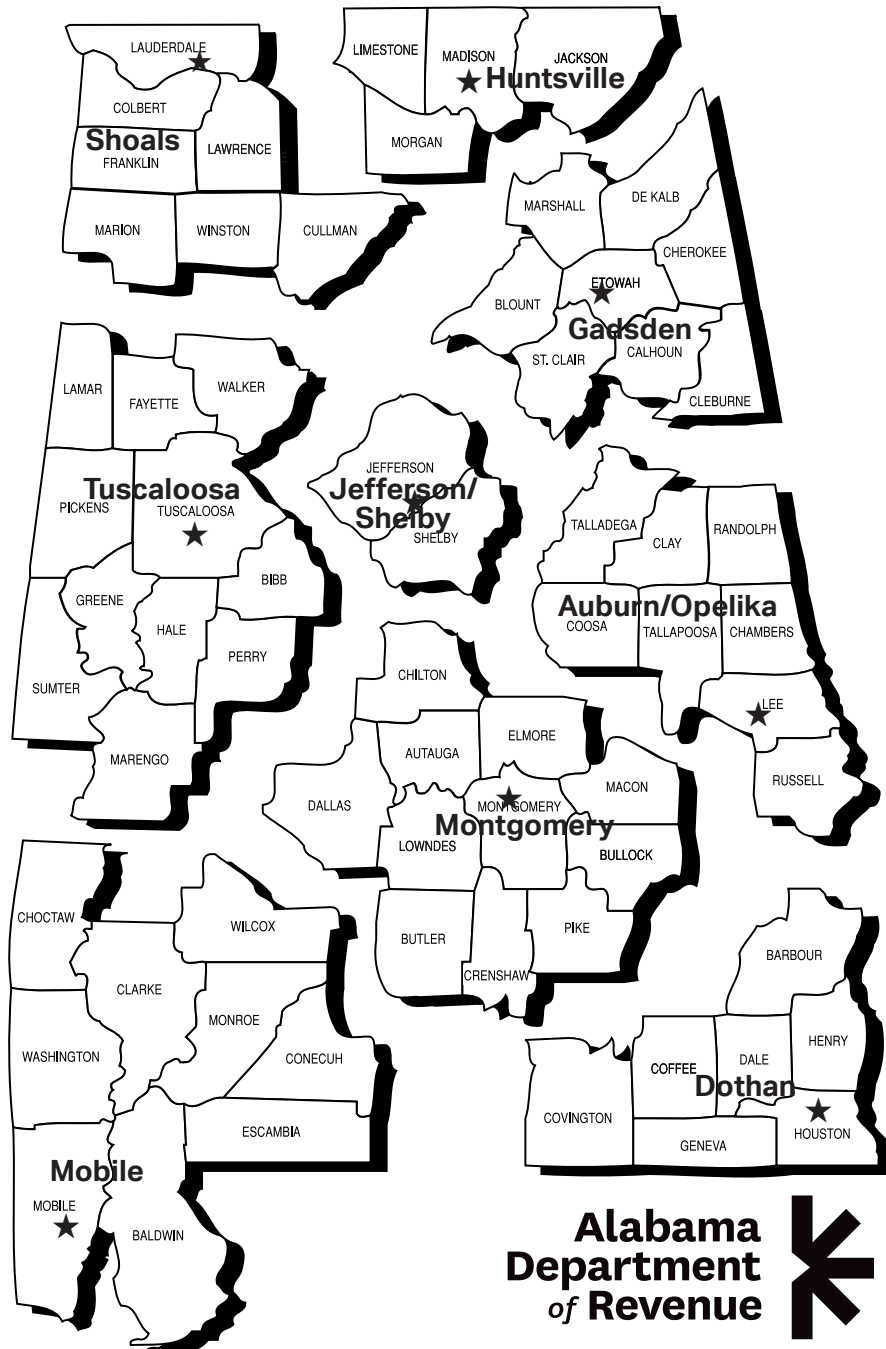 LAUDERDALE
COLBERT
Shoals
FRANKLIN
LAWRENCE
MARION
WINSTON
CULLMAN
LIMESTONE
MADISON
JACKSON
Huntsville
MORGAN
MARSHALL
DE KALB
CHEROKEE
ETOWAH
BLOUNT
Gadsden
ST. CLAIR
CALHOUN
CLEBURNE
LAMAR
FAYETTE
WALKER
Tuscaloosa
PICKENS
TUSCALOOSA
GREENE
BIBB
HALE
PERRY
SUMTER
MARENGO
JEFFERSON
Jefferson/
Shelby
SHELBY
TALLADEGA
CLAY
RANDOLPH
Auburn/Opelika
COOSA
TALLAPOOSA
CHAMBERS
LEE
RUSSELL
CHILTON
AUTAUGA
ELMORE
DALLAS
MONTGOMERY
MACON
Montgomery
LOWNDES
BULLOCK
BUTLER
CRENSHAW
PIKE
CHOCTAW
WILCOX
CLARKE
MONROE
WASHINGTON
CONECUH
ESCAMBIA
Mobile
MOBILE
BALDWIN
BARBOUR
HENRY
COFFEE
DALE
Dothan
COVINGTON
GENEVA
HOUSTON
Alabama
Department
of Revenue